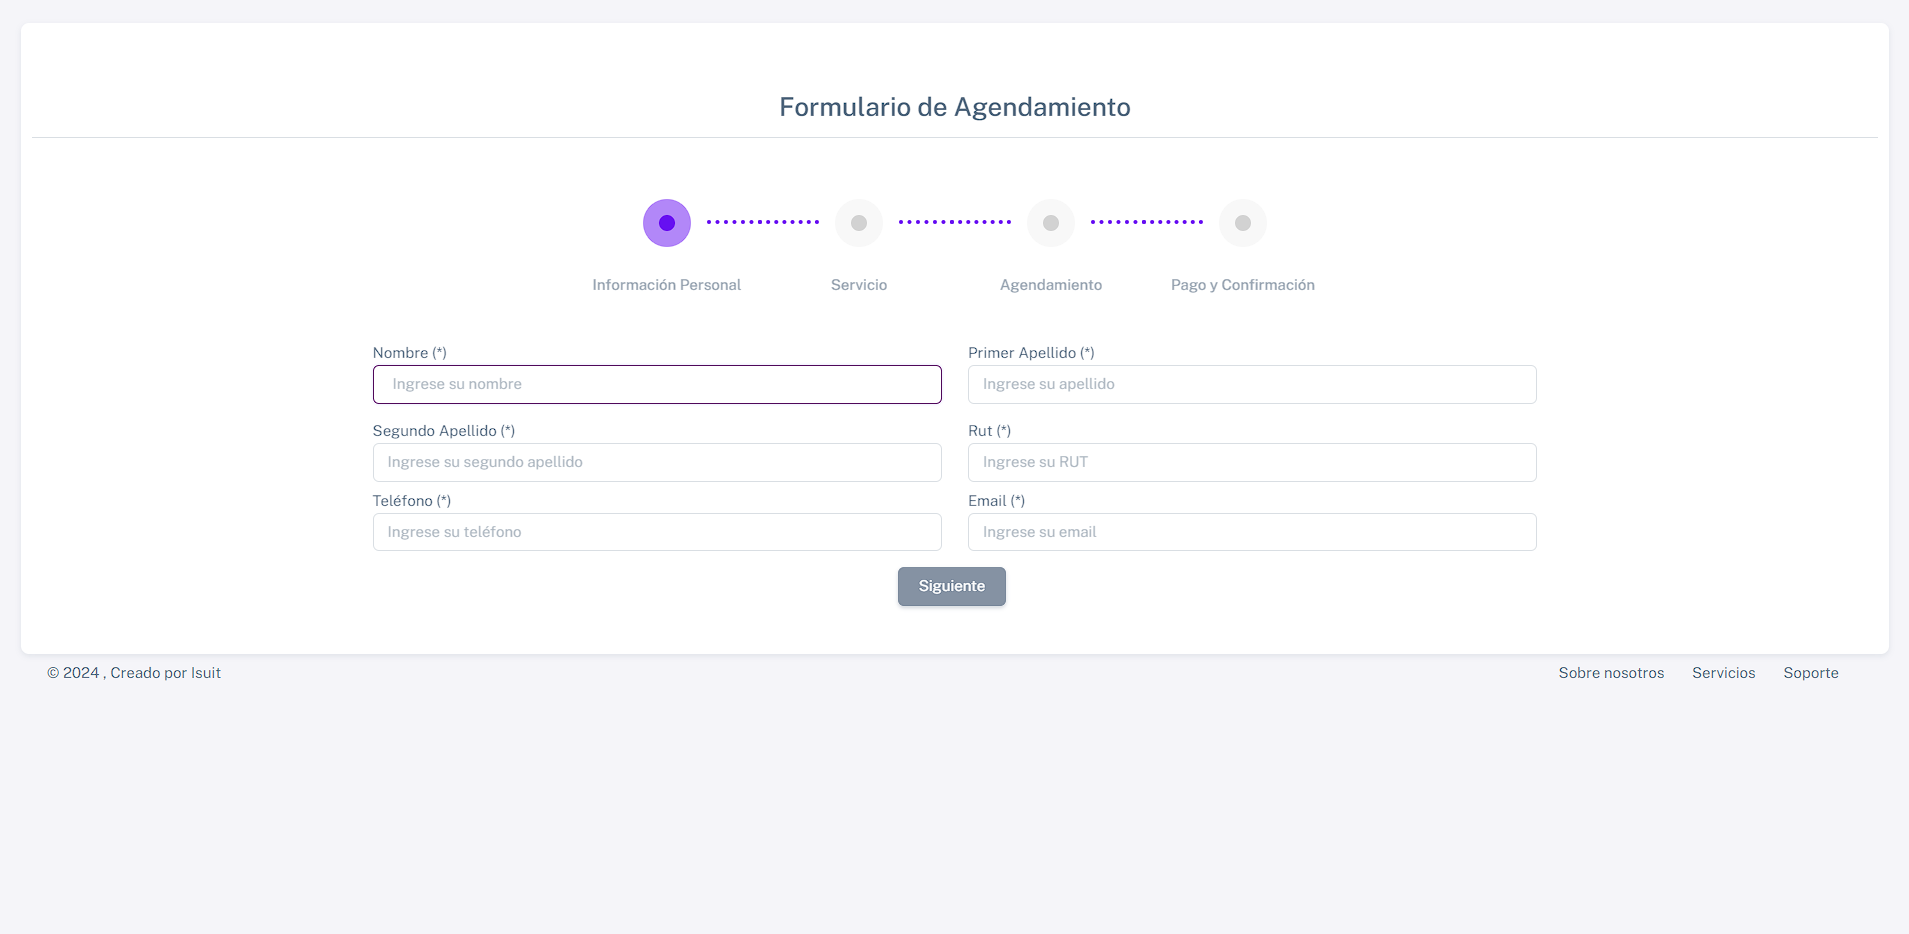 Formulario de Agendamiento
Información Personal
Servicio
Agendamiento
Pago y Confirmación
Nombre (*)
Ingrese su nombre
Primer Apellido (*)
Ingrese su apellido
Segundo Apellido (*)
Ingrese su segundo apellido
Rut (*)
Ingrese su RUT
Teléfono (*)
Ingrese su teléfono
Email (*)
Ingrese su email
Siguiente
© 2024 , Creado por Isuit
Sobre nosotros
Servicios
Soporte